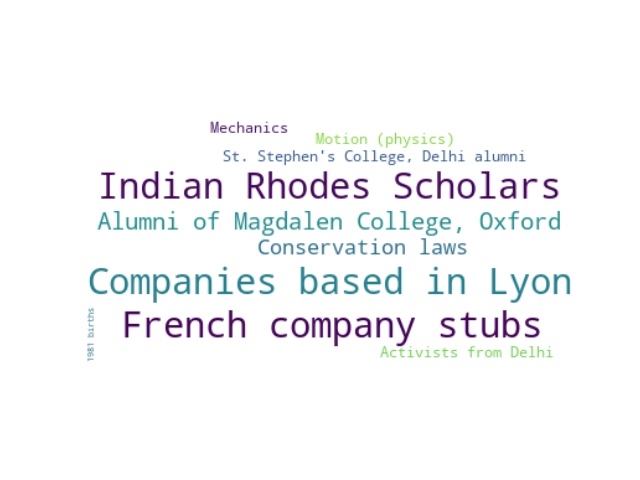 Mechanics
Motion (physics)
St. Stephen's College, Delhi alumni
Indian Rhodes Scholars
Alumni of Magdalen College, Oxford
Conservation laws
Companies based in Lyon
French company stubs
1981 births
Activists from Delhi